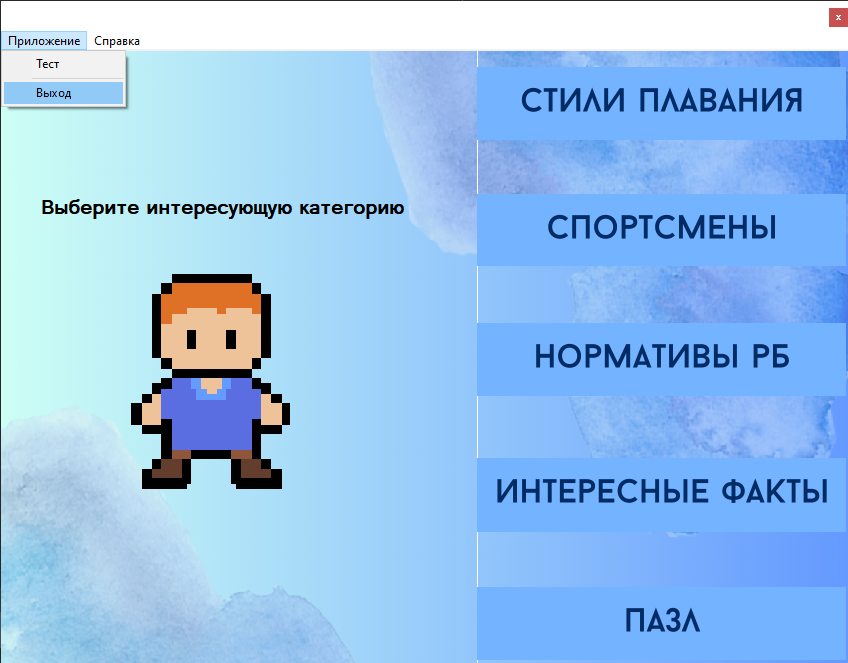 x
Приложение Справка
Тест
Выход
Выберите интересующую категорию
СТИЛИ ПЛАВАНИЯ
СПОРТСМЕНЫ
НОРМАТИВЫ РБ
ИНТЕРЕСНЫЕ ФАКТЫ
ПАЗЛ